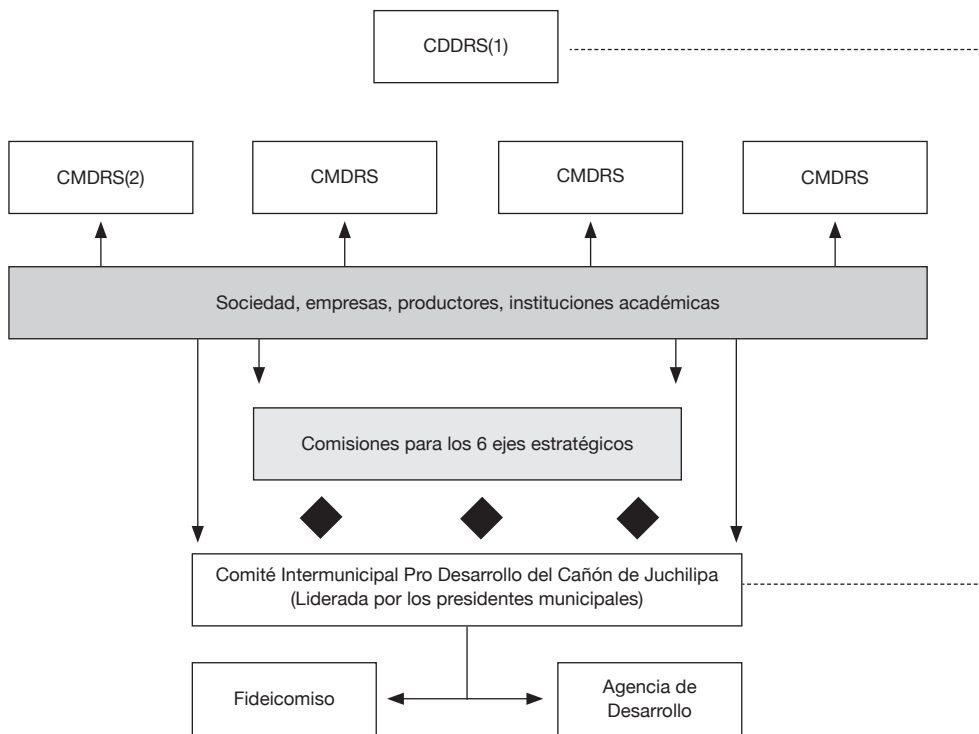 CDDRS(1)
CMDRS(2)
CMDRS
CMDRS
CMDRS
Sociedad, empresas, productores, instituciones académicas
Comisiones para los 6 ejes estratégicos
Comité Intermunicipal Pro Desarrollo del Cañón de Juchilipa
(Liderada por los presidentes municipales)
Fideicomiso
Agencia de
Desarrollo